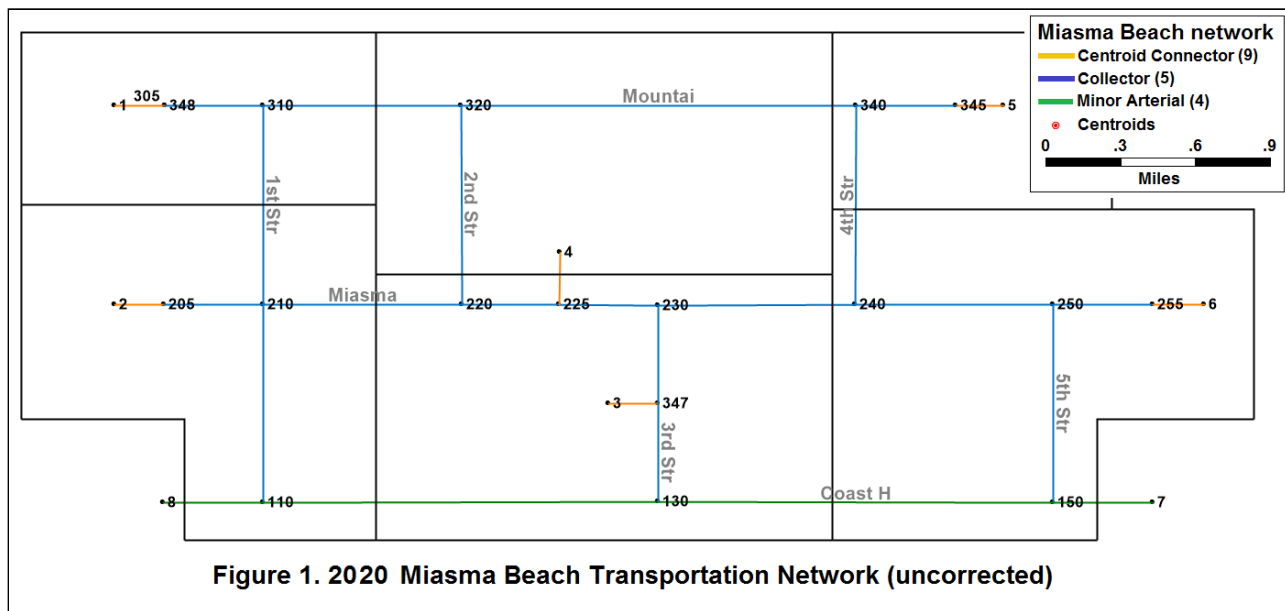 Miasma Beach network
Centroid Connector (9)
Collector (5)
Minor Arterial (4)
Centroids
0 .3 .6 .9
Miles
305
1 348 310 320 Mountai 340 345 5
1st Str
2nd Str
4th Str
4
2 205 210 Miasma 220 225 230 240 250 255 6
3 347
3rd Str
5th Str
8 110 130 Coast H 150 7
Figure 1. 2020 Miasma Beach Transportation Network (uncorrected)